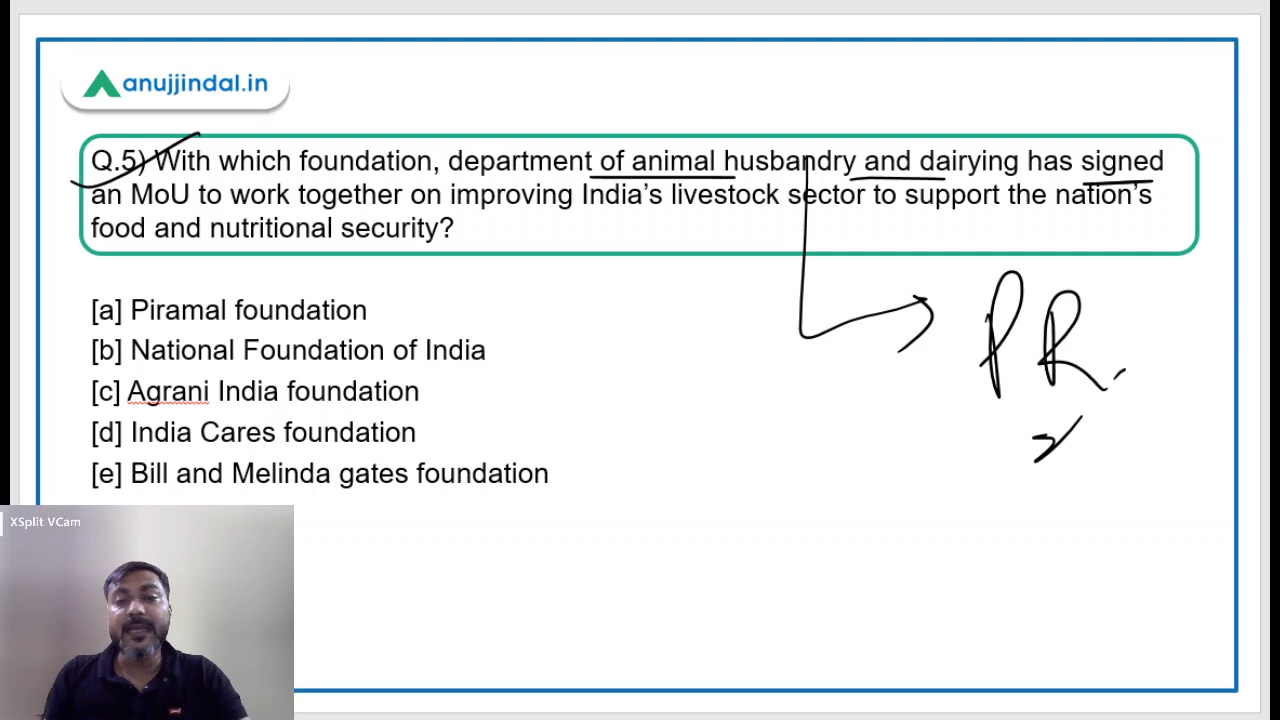 anujjindal.in
Q.5) With which foundation, department of animal husbandry and dairying has signed
an MoU to work together on improving India’s livestock sector to support the nation’s
food and nutritional security?
PR
[a] Piramal foundation
[b] National Foundation of India
[c] Agrani India foundation
[d] India Cares foundation
[e] Bill and Melinda gates foundation
XSplit VCam